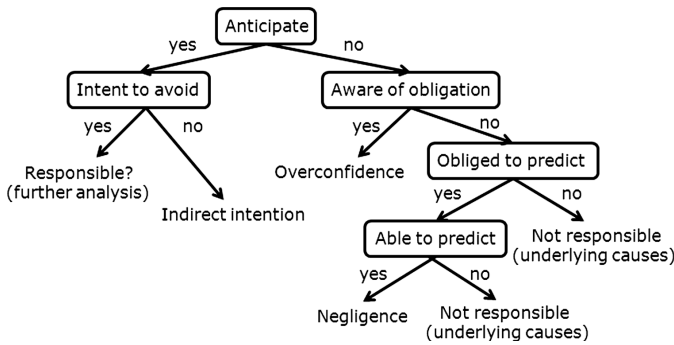 Anticipate
yes
no
Intent to avoid
Aware of obligation
yes
no
yes
no
Responsible?
(further analysis)
Overconfidence
Obliged to predict
Indirect intention
yes
no
Able to predict
Not responsible
(underlying causes)
yes
no
Negligence
Not responsible
(underlying causes)